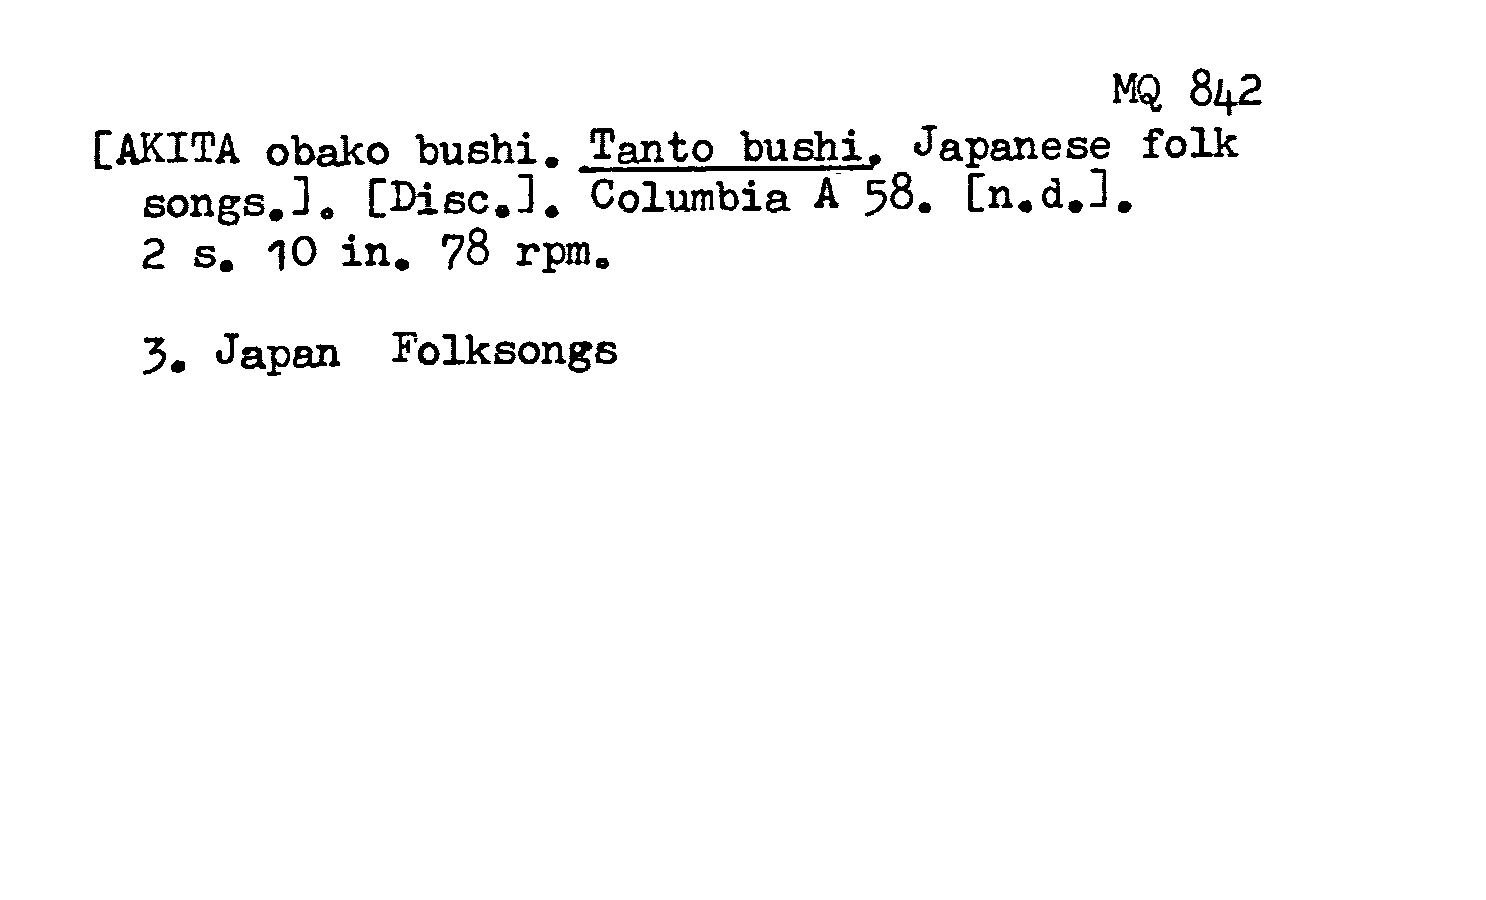 MQ 842
[AKITA obako bushi. Tanto bushi. Japanese folk
songs.]. [Disc.]. Columbia A 58. [n.d.].
2 s. 10 in. 78 rpm.
3. Japan Folksongs